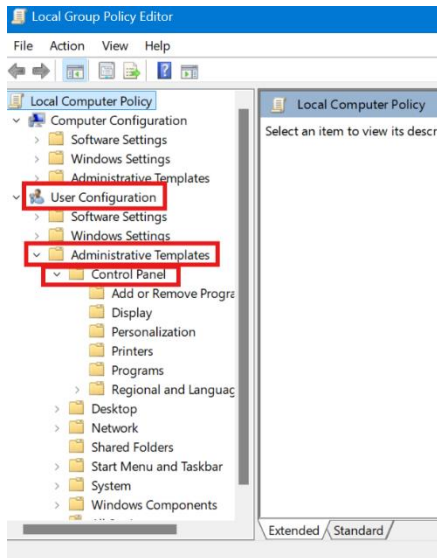 Local Group Policy Editor
File Action View Help
Local Computer Policy
Computer Configuration
Software Settings
Windows Settings
Administrative Templates
User Configuration
Software Settings
Windows Settings
Administrative Templates
Control Panel
Add or Remove Progra
Display
Personalization
Printers
Programs
Regional and Languag
Desktop
Network
Shared Folders
Start Menu and Taskbar
System
Windows Components
Local Computer Policy
Select an item to view its descr
Extended Standard